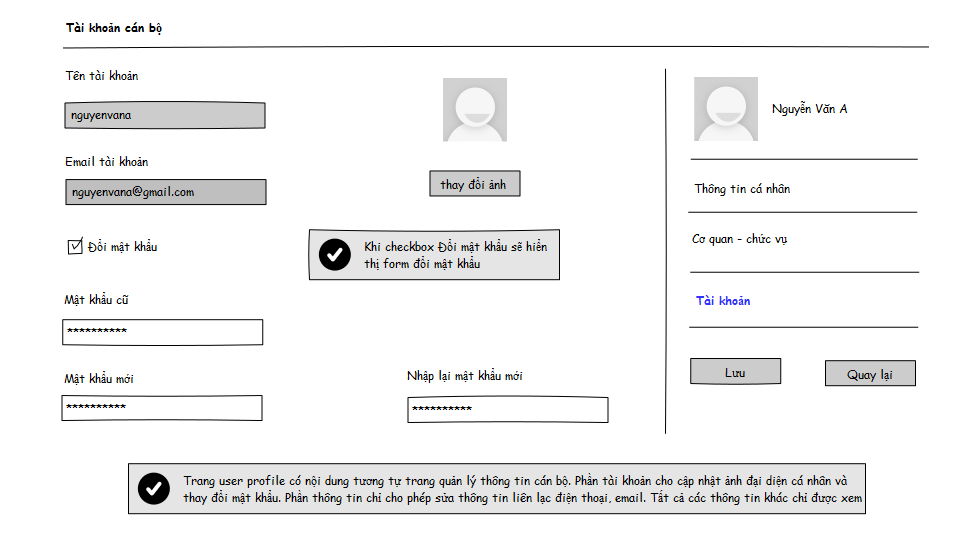 Tài khoản cán bộ
Tên tài khoản
nguyenvana
Email tài khoản
nguyenvana@gmail.com
Đổi mật khẩu
thay đổi ảnh
Khi checkbox Đổi mật khẩu sẽ hiển
thị form đổi mật khẩu
Mật khẩu cũ
**********
Mật khẩu mới
**********
Nhập lại mật khẩu mới
**********
Nguyễn Văn A
Thông tin cá nhân
Cơ quan - chức vụ
Tài khoản
Lưu
Quay lại
Trang user profile có nội dung tương tự trang quản lý thông tin cán bộ. Phần tài khoản cho cập nhật ảnh đại diện cá nhân và
thay đổi mật khẩu. Phần thông tin chỉ cho phép sửa thông tin liên lạc điện thoại, email. Tất cả các thông tin khác chỉ được xem